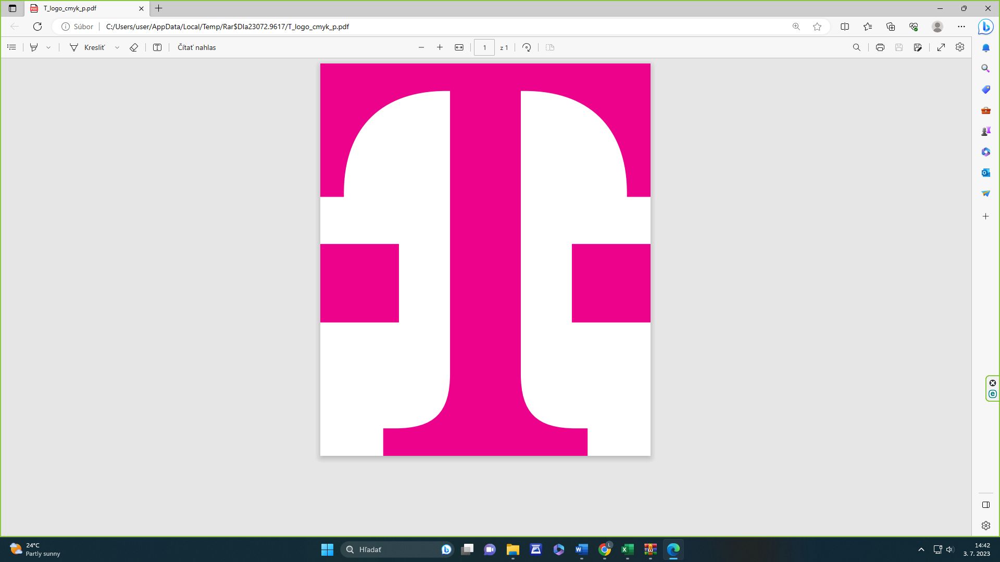 T_logo_cmyk_p.pdf
Súbor C:/Users/user/AppData/Local/Temp/Rar$DIa23072.9617/T_logo_cmyk_p.pdf
Kresliť Čítať nahlas 1 z 1
T
24°C
Partly sunny
Hľadať
L
14:42
3. 7. 2023